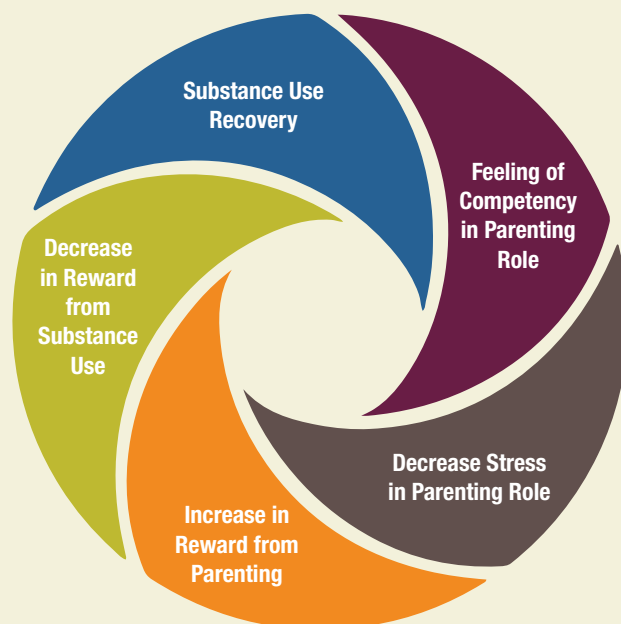 Substance Use
Recovery
Feeling of
Competency
in Parenting
Role
Decrease Stress
in Parenting Role
Increase in
Reward from
Parenting
Decrease
in Reward
from
Substance
Use